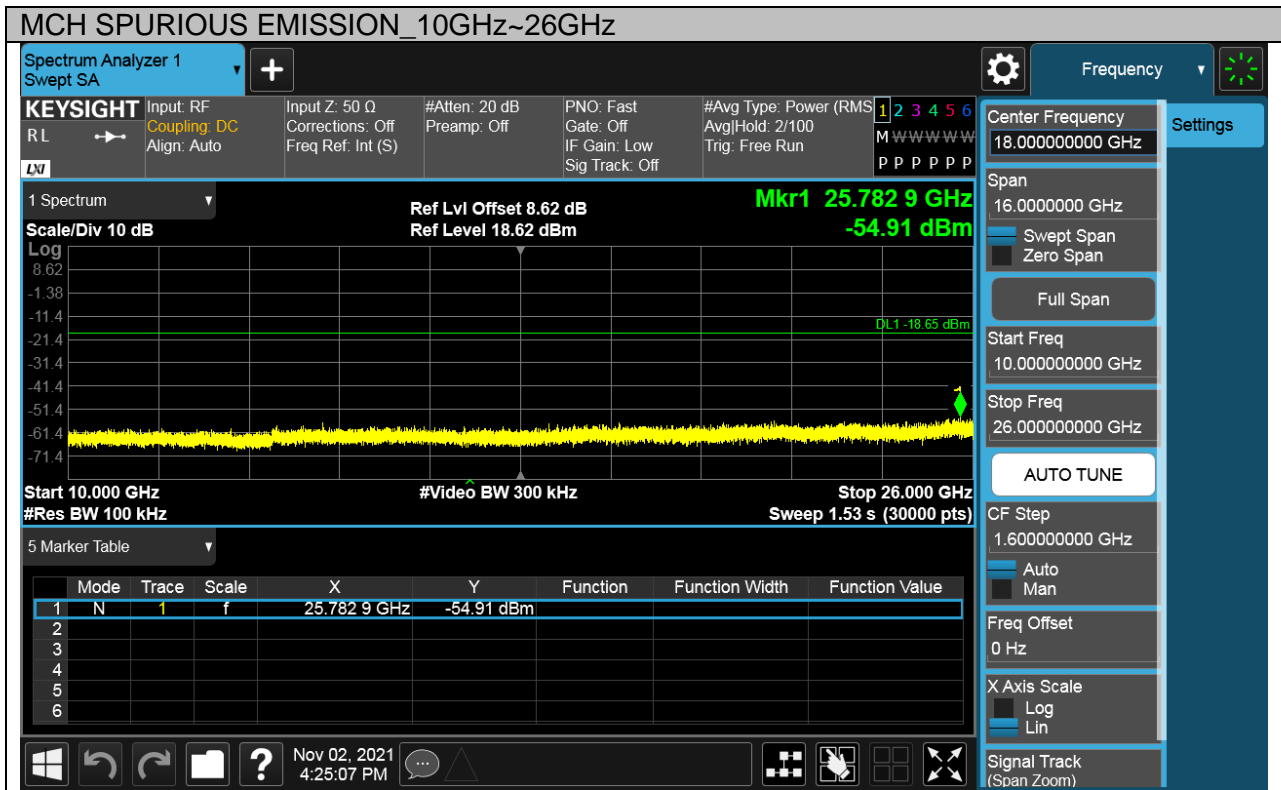 MCH SPURIOUS EMISSION_10GHz~26GHz
Spectrum Analyzer 1
Swept SA
+
Frequency
KEYSIGHT
RL
LXI
Input: RF
Coupling: DC
Align: Auto
Input Z: 50 Ω
Corrections: Off
Freq Ref: Int (S)
#Atten: 20 dB
Preamp: Off
PNO: Fast
Gate: Off
IF Gain: Low
Sig Track: Off
#Avg Type: Power (RMS
Avg|Hold: 2/100
Trig: Free Run
1 2 3 4 5 6
M W W W W W
P P P P P P
1 Spectrum
Scale/Div 10 dB
Ref Lvl Offset 8.62 dB
Ref Level 18.62 dBm
Mkr1 25.782 9 GHz
-54.91 dBm
Log
8.62
-1.38
-11.4
-21.4
-31.4
-41.4
-51.4
-61.4
-71.4
DL1 -18.65 dBm
1
Start 10.000 GHz
#Res BW 100 kHz
#Video BW 300 kHz
Stop 26.000 GHz
Sweep 1.53 s (30000 pts)
5 Marker Table
Mode Trace Scale X Y Function Function Width Function Value
1 N 1 f 25.782 9 GHz -54.91 dBm
2
3
4
5
6
Nov 02, 2021
4:25:07 PM
?
Center Frequency
18.000000000 GHz
Settings
Span
16.0000000 GHz
Swept Span
Zero Span
Full Span
Start Freq
10.000000000 GHz
Stop Freq
26.000000000 GHz
AUTO TUNE
CF Step
1.600000000 GHz
Auto
Man
Freq Offset
0 Hz
X Axis Scale
Log
Lin
Signal Track
(Span Zoom)